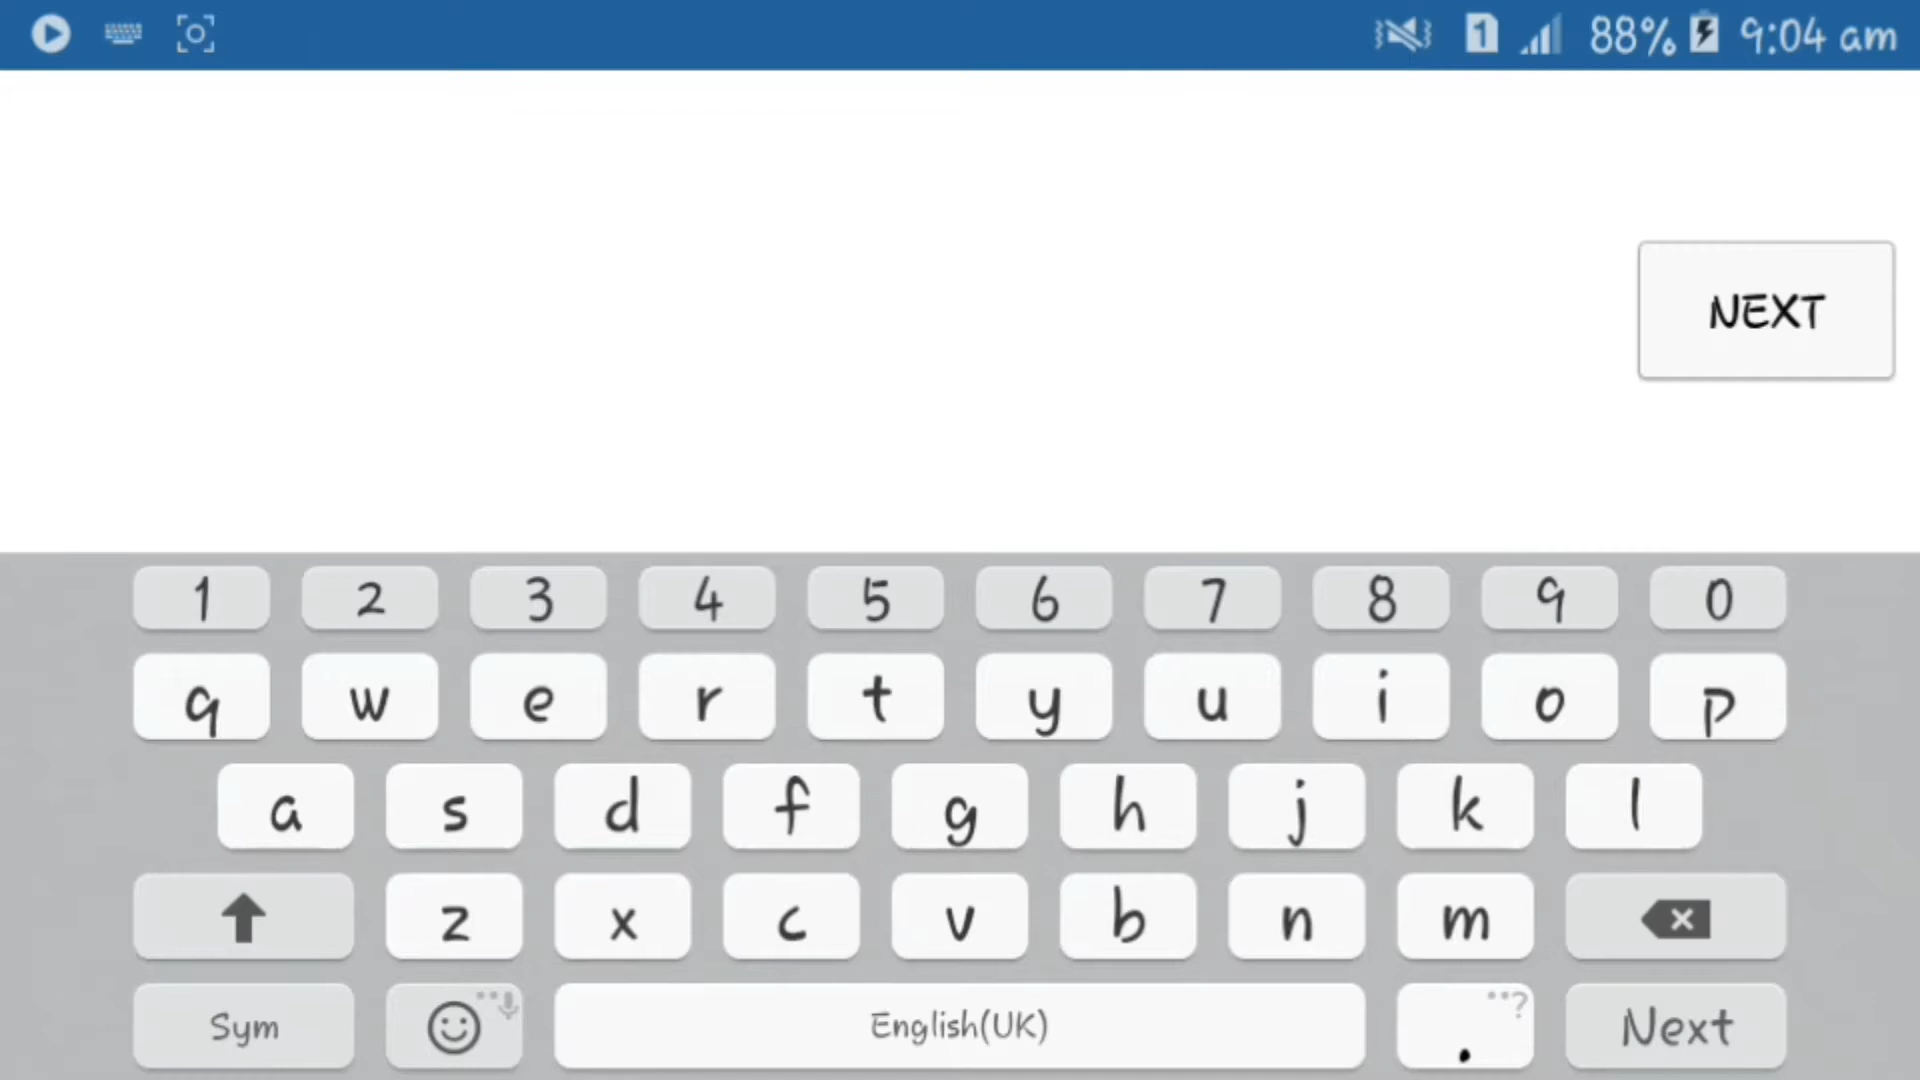 1 88% 9:04 am
NEXT
1 2 3 4 5 6 7 8 9 0
q w e r t y u i o p
a s d f g h j k l
z x c v b n m
Sym English(UK) . ? Next